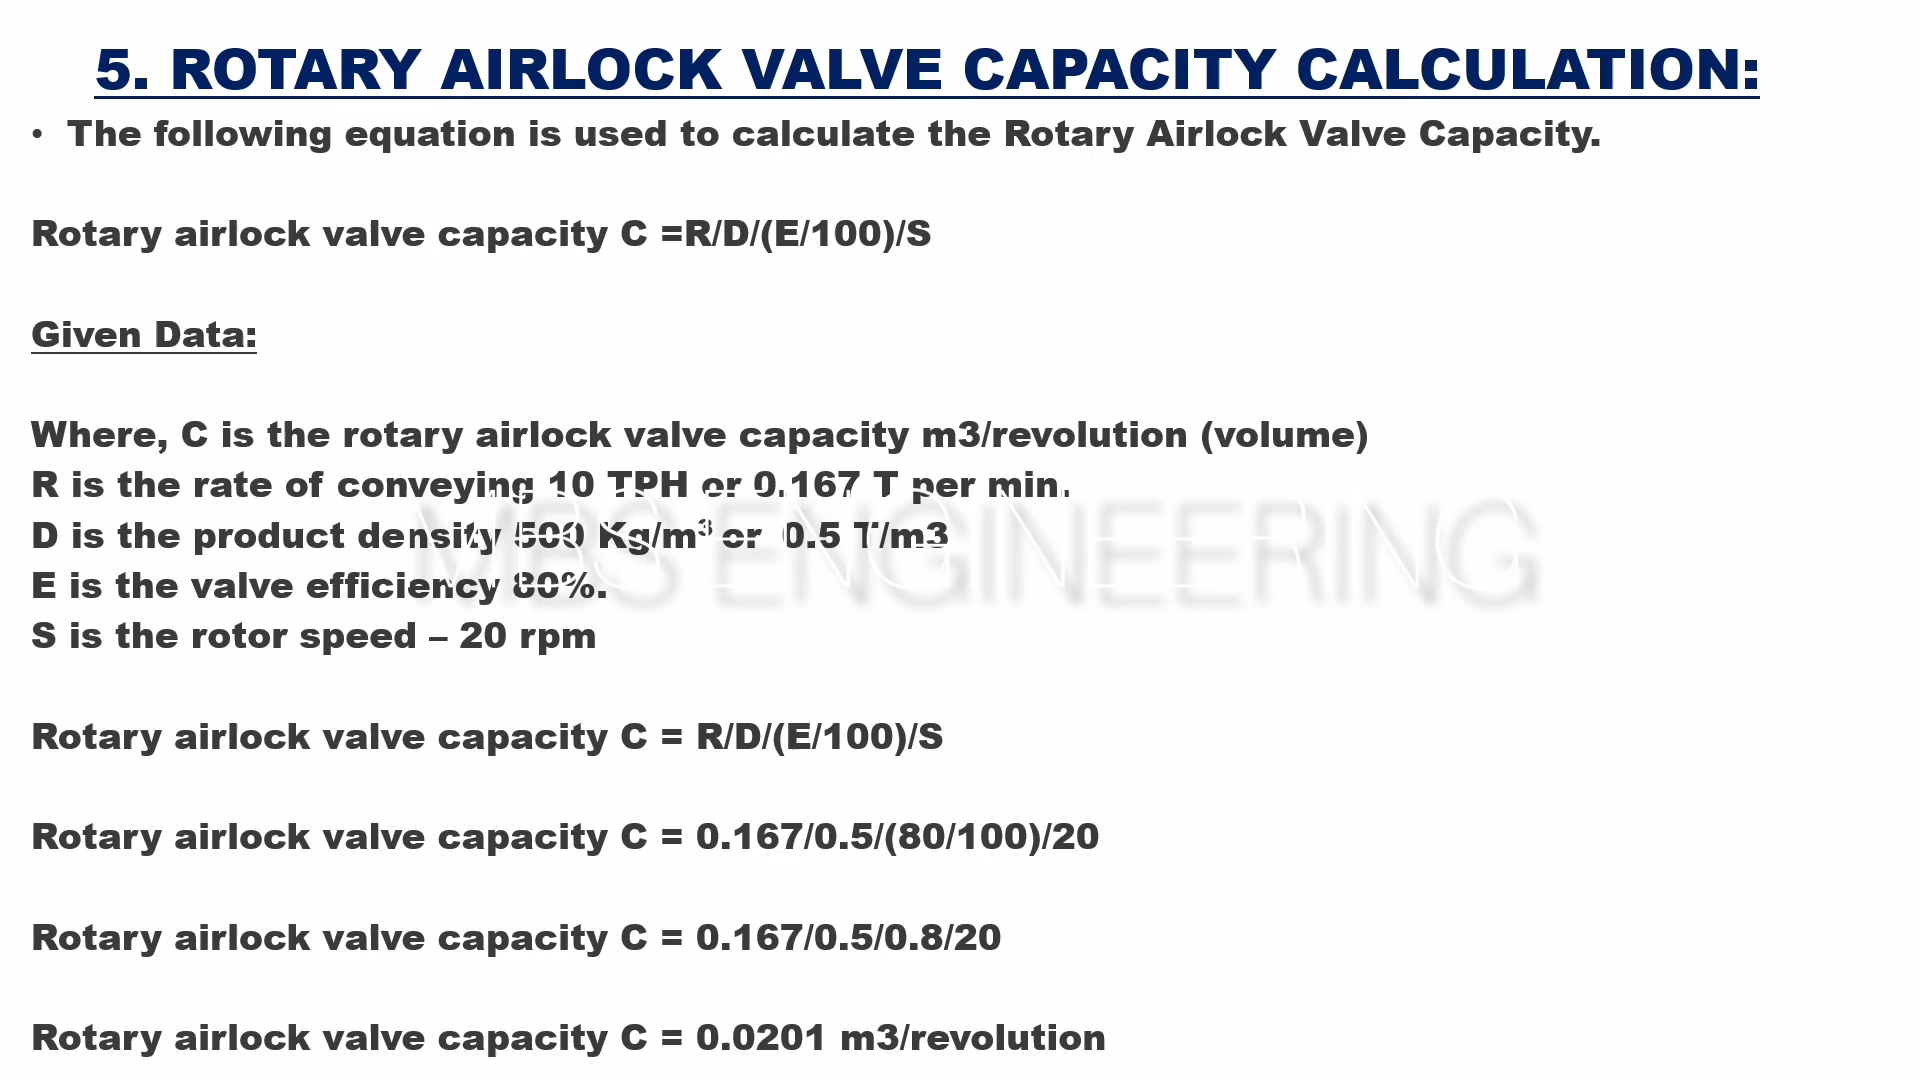 5. ROTARY AIRLOCK VALVE CAPACITY CALCULATION:
• The following equation is used to calculate the Rotary Airlock Valve Capacity.
Rotary airlock valve capacity C =R/D/(E/100)/S
Given Data:
Where, C is the rotary airlock valve capacity m3/revolution (volume)
R is the rate of conveying 10 TPH or 0.167 T per min.
D is the product density 500 Kg/m³ or 0.5 T/m3
E is the valve efficiency 80%.
S is the rotor speed – 20 rpm
MBS ENGINEERING
Rotary airlock valve capacity C = R/D/(E/100)/S
Rotary airlock valve capacity C = 0.167/0.5/(80/100)/20
Rotary airlock valve capacity C = 0.167/0.5/0.8/20
Rotary airlock valve capacity C = 0.0201 m3/revolution